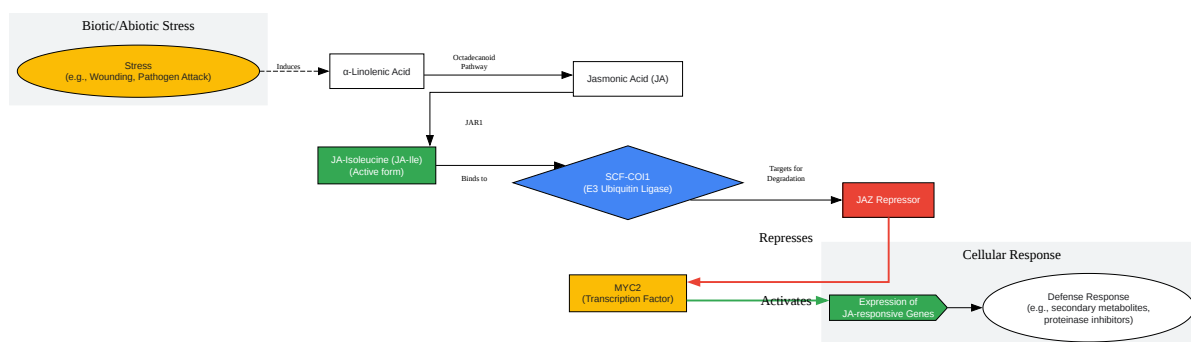 Biotic/Abiotic Stress
Stress
(e.g., Wounding, Pathogen Attack)
Induces
α-Linolenic Acid
Octadecanoid
Pathway
Jasmonic Acid (JA)
JAR1
JA-Isoleucine (JA-Ile)
(Active form)
Binds to
SCF-COI1
(E3 Ubiquitin Ligase)
Targets for
Degradation
JAZ Repressor
Represses
Cellular Response
MYC2
(Transcription Factor)
Activates
Expression of
JA-responsive Genes
Defense Response
(e.g., secondary metabolites,
proteinase inhibitors)